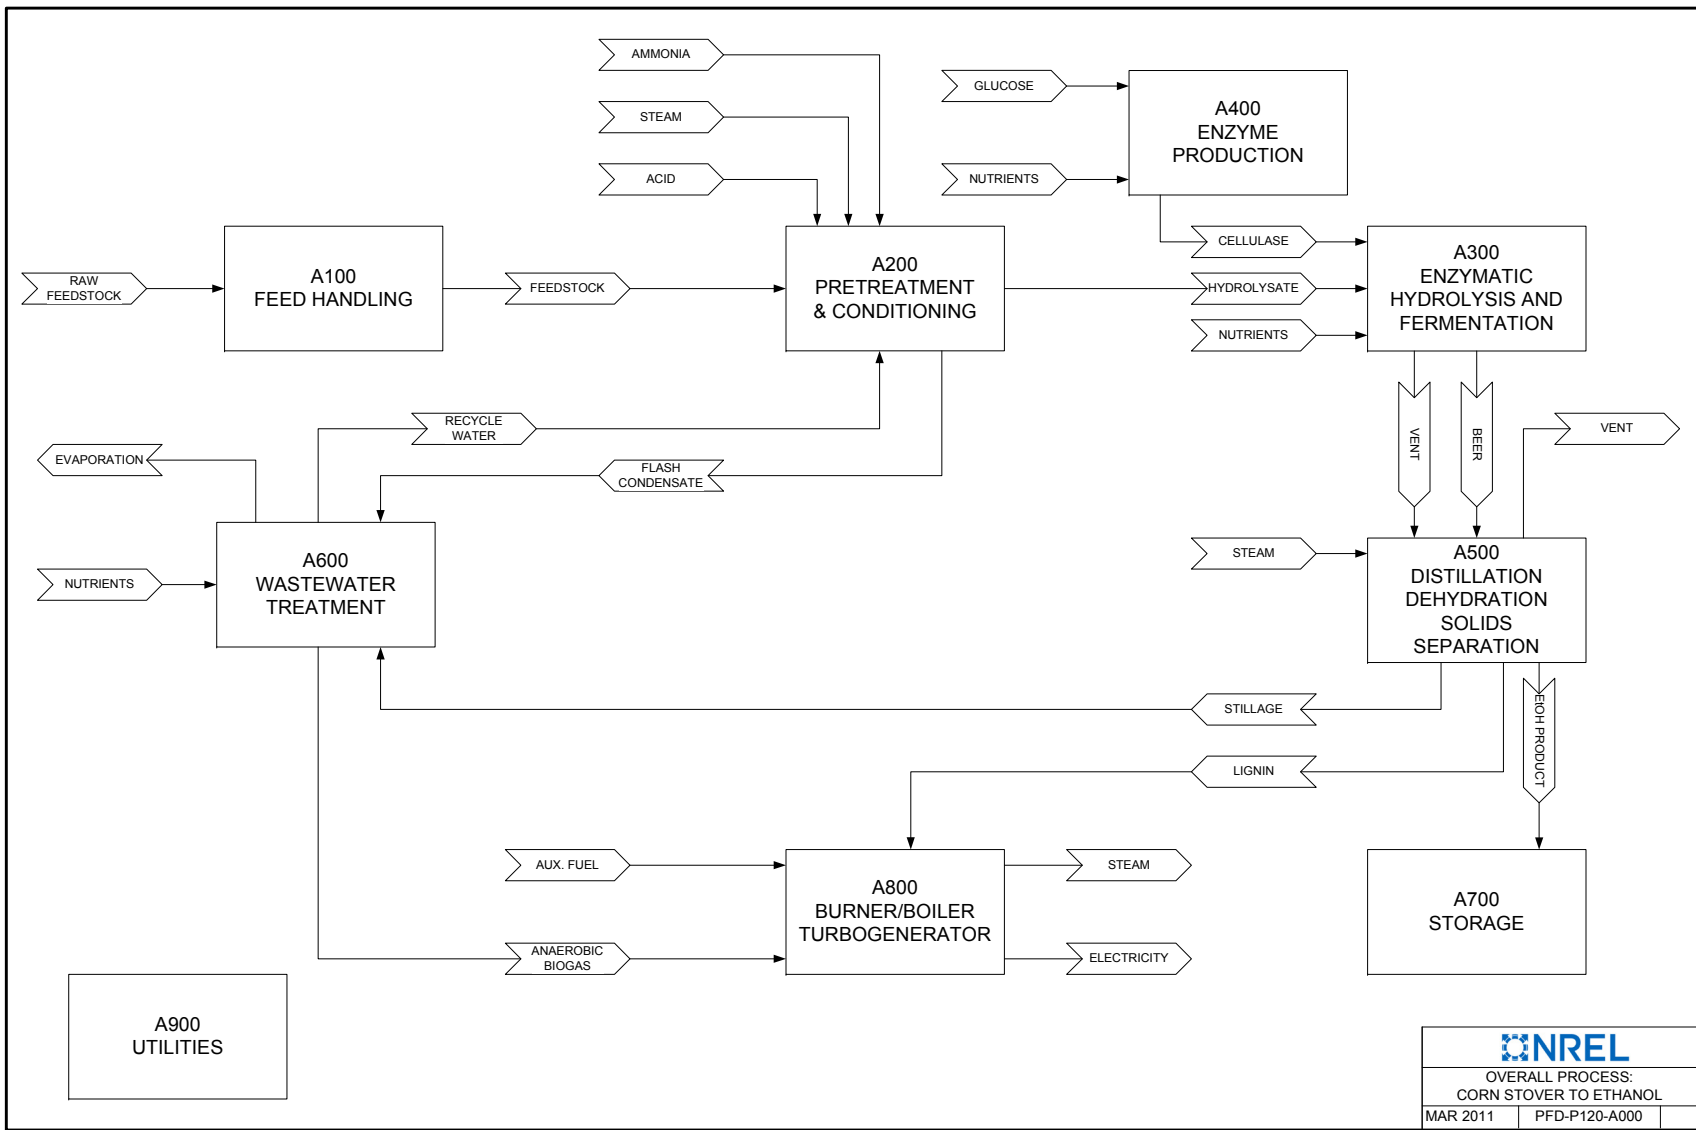 AMMONIA
STEAM
ACID
GLUCOSE
NUTRIENTS
A400
ENZYME
PRODUCTION
RAW
FEEDSTOCK
A100
FEED HANDLING
FEEDSTOCK
A200
PRETREATMENT
& CONDITIONING
CELLULASE
HYDROLYSATE
NUTRIENTS
A300
ENZYMATIC
HYDROLYSIS AND
FERMENTATION
RECYCLE
WATER
EVAPORATION
FLASH
CONDENSATE
VENT
BEER
VENT
NUTRIENTS
A600
WASTEWATER
TREATMENT
STEAM
A500
DISTILLATION
DEHYDRATION
SOLIDS
SEPARATION
STILLAGE
LIGNIN
EtOH PRODUCT
AUX. FUEL
ANAEROBIC
BIOGAS
A800
BURNER/BOILER
TURBOGENERATOR
STEAM
ELECTRICITY
A700
STORAGE
A900
UTILITIES
NREL
OVERALL PROCESS:
CORN STOVER TO ETHANOL
MAR 2011 PFD-P120-A000